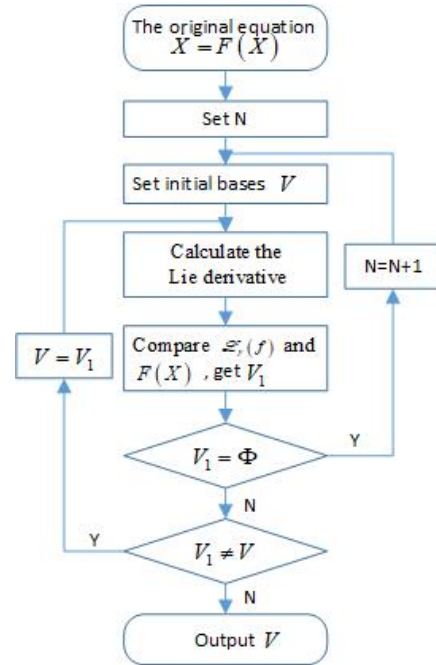 The original equation
X = F(X)
Set N
Set initial bases V
Calculate the
Lie derivative
N=N+1
Compare ℒᵥ(f) and
F(X) , get V₁
V = V₁
V₁ = Φ
Y
N
V₁ ≠ V
Y
N
Output V